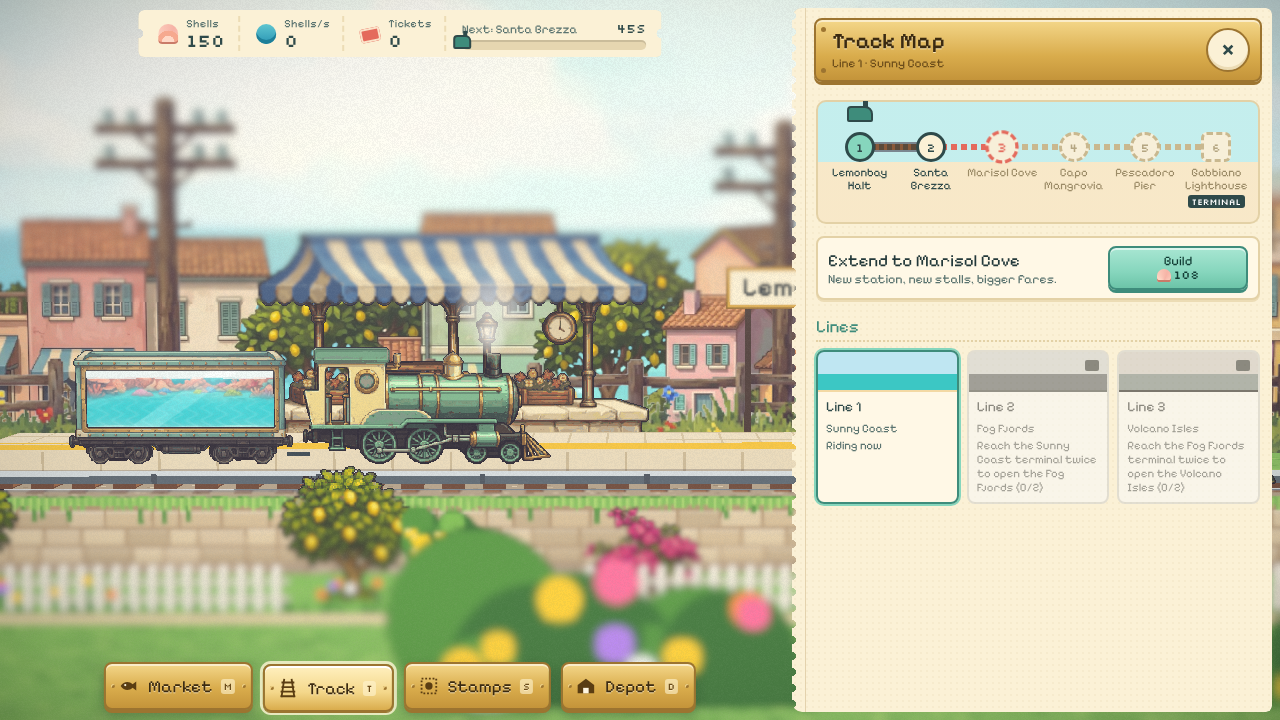 Shells
150
Shells/s
0
Tickets
0
Next: Santa Brezza 45S
Track Map
Line 1 · Sunny Coast
×
1
2
3
4
5
6
Lemonbay
Halt
Santa
Brezza
Marisol Cove
Capo
Mangrovia
Pescadoro
Pier
Gabbiano
Lighthouse
TERMINAL
Extend to Marisol Cove
New station, new stalls, bigger fares.
Build
108
Lines
Line 1
Sunny Coast
Riding now
Line 2
Fog Fjords
Reach the Sunny
Coast terminal twice
to open the Fog
Fjords (0/2)
Line 3
Volcano Isles
Reach the Fog Fjords
terminal twice to
open the Volcano
Isles (0/2)
Lem
Market M
Track T
Stamps S
Depot D